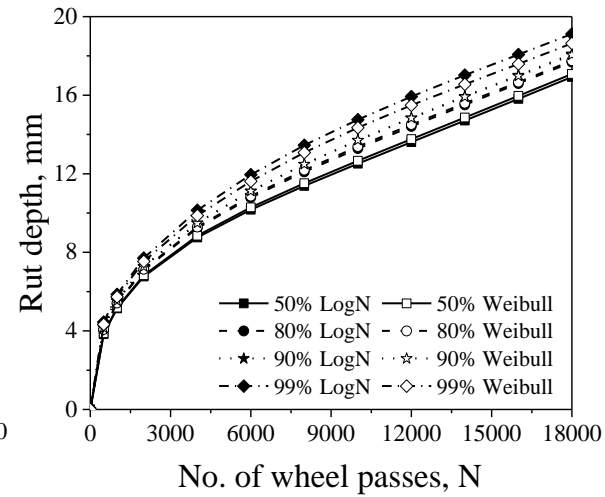 20
16
12
8
4
0
Rut depth, mm
50% LogN 50% Weibull
80% LogN 80% Weibull
90% LogN 90% Weibull
99% LogN 99% Weibull
0 0 3000 6000 9000 12000 15000 18000
No. of wheel passes, N